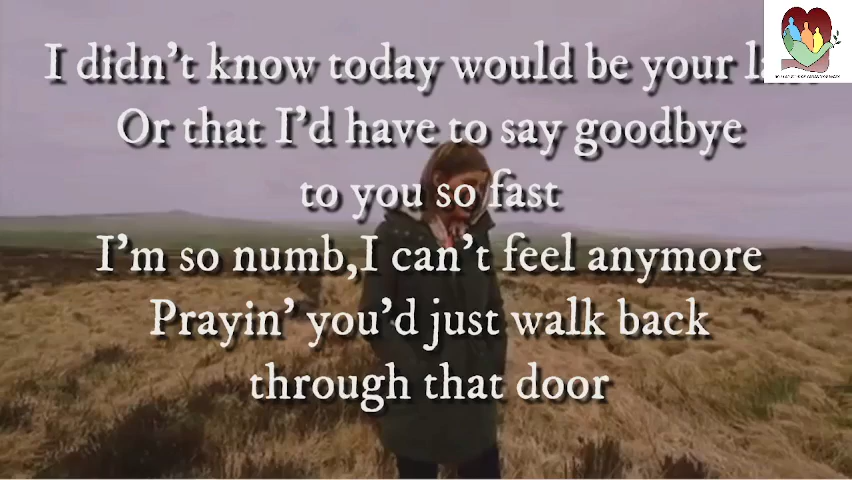 I didn't know today would be your
Or that I'd have to say goodbye
to you so fast
I'm so numb,I can't feel anymore
Prayin' you'd just walk back
through that door